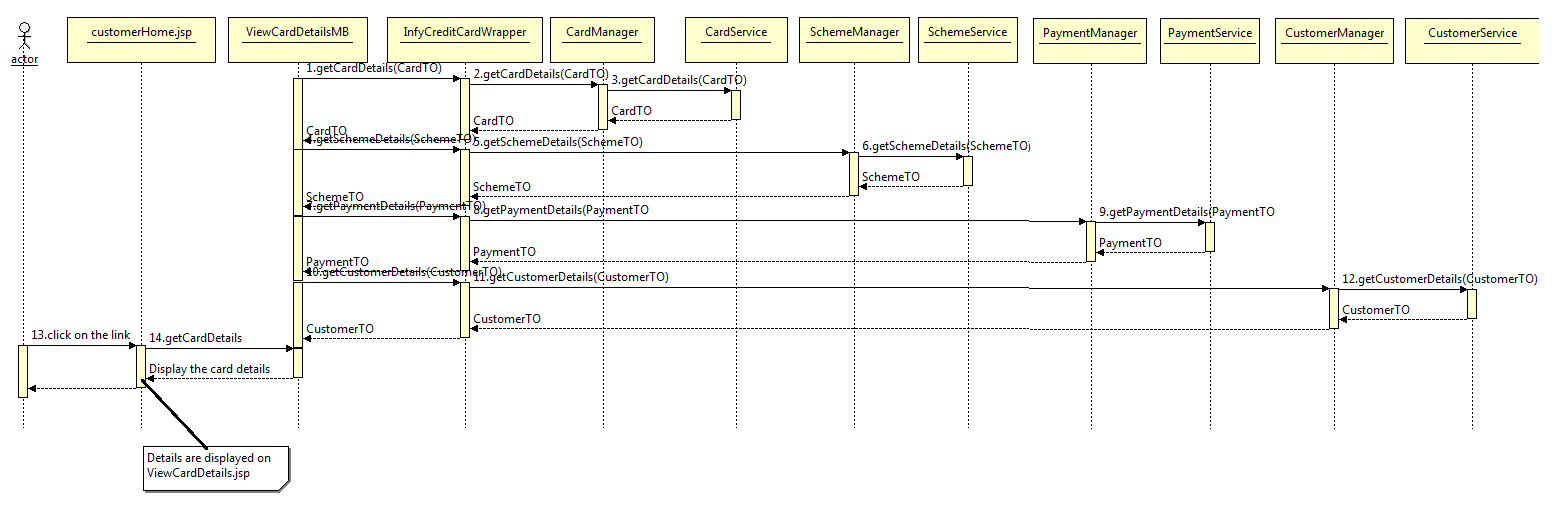 customerHome.jsp
ViewCardDetailsMB
InfyCreditCardWrapper
CardManager
CardService
SchemeManager
SchemeService
PaymentManager
PaymentService
CustomerManager
CustomerService
actor
1.getCardDetails(CardTO)
2.getCardDetails(CardTO)
3.getCardDetails(CardTO)
CardTO
CardTO
CardTO
4.getSchemeDetails(SchemeTO)
5.getSchemeDetails(SchemeTO)
6.getSchemeDetails(SchemeTO)
SchemeTO
SchemeTO
SchemeTO
7.getPaymentDetails(PaymentTO)
8.getPaymentDetails(PaymentTO
9.getPaymentDetails(PaymentTO
PaymentTO
PaymentTO
PaymentTO
10.getCustomerDetails(CustomerTO)
11.getCustomerDetails(CustomerTO)
12.getCustomerDetails(CustomerTO)
CustomerTO
CustomerTO
CustomerTO
13.click on the link
14.getCardDetails
Display the card details
Details are displayed on
ViewCardDetails.jsp